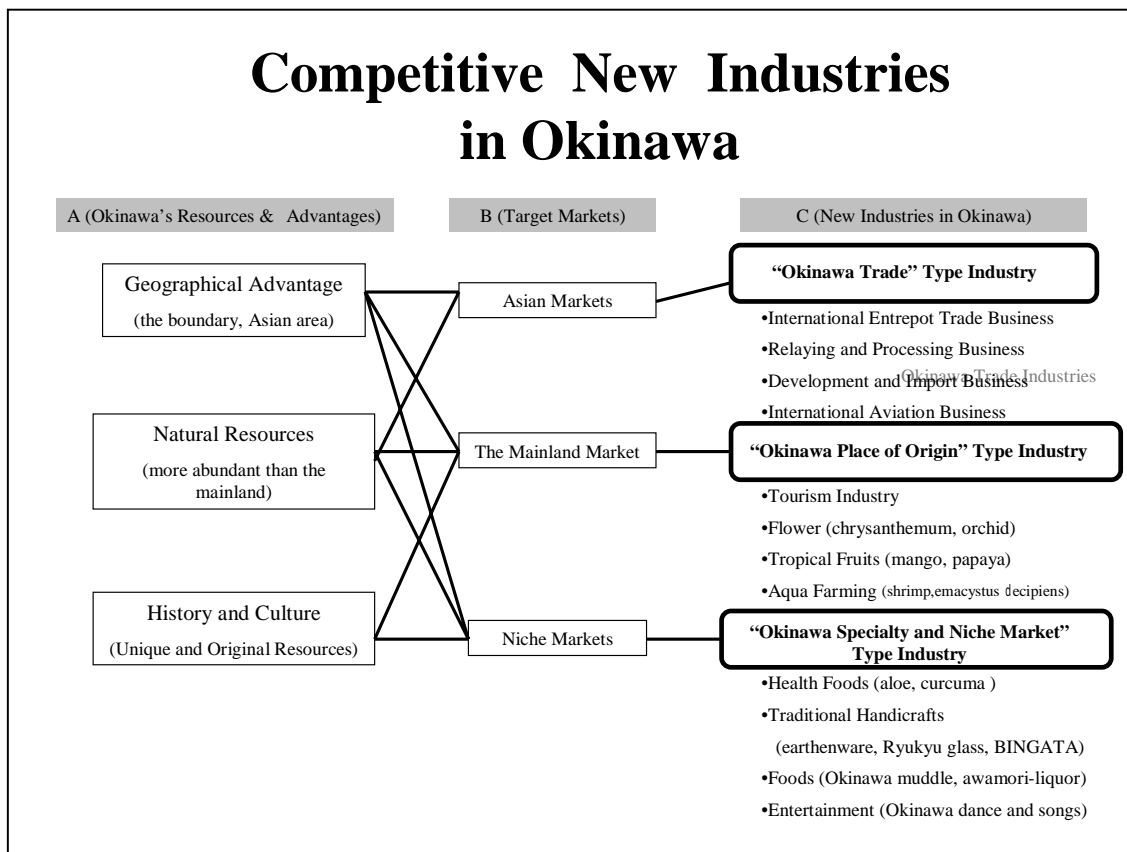 Competitive New Industries
in Okinawa
A (Okinawa's Resources & Advantages)
B (Target Markets)
C (New Industries in Okinawa)
Geographical Advantage
(the boundary, Asian area)
Natural Resources
(more abundant than the
mainland)
History and Culture
(Unique and Original Resources)
Asian Markets
The Mainland Market
Niche Markets
“Okinawa Trade” Type Industry
•International Entrepot Trade Business
•Relaying and Processing Business
•Development and Import Business
Okinawa Trade Industries
•International Aviation Business
“Okinawa Place of Origin” Type Industry
•Tourism Industry
•Flower (chrysanthemum, orchid)
•Tropical Fruits (mango, papaya)
•Aqua Farming (shrimp,emacystus decipiens)
“Okinawa Specialty and Niche Market”
Type Industry
•Health Foods (aloe, curcuma )
•Traditional Handicrafts
(earthenware, Ryukyu glass, BINGATA)
•Foods (Okinawa muddle, awamori-liquor)
•Entertainment (Okinawa dance and songs)